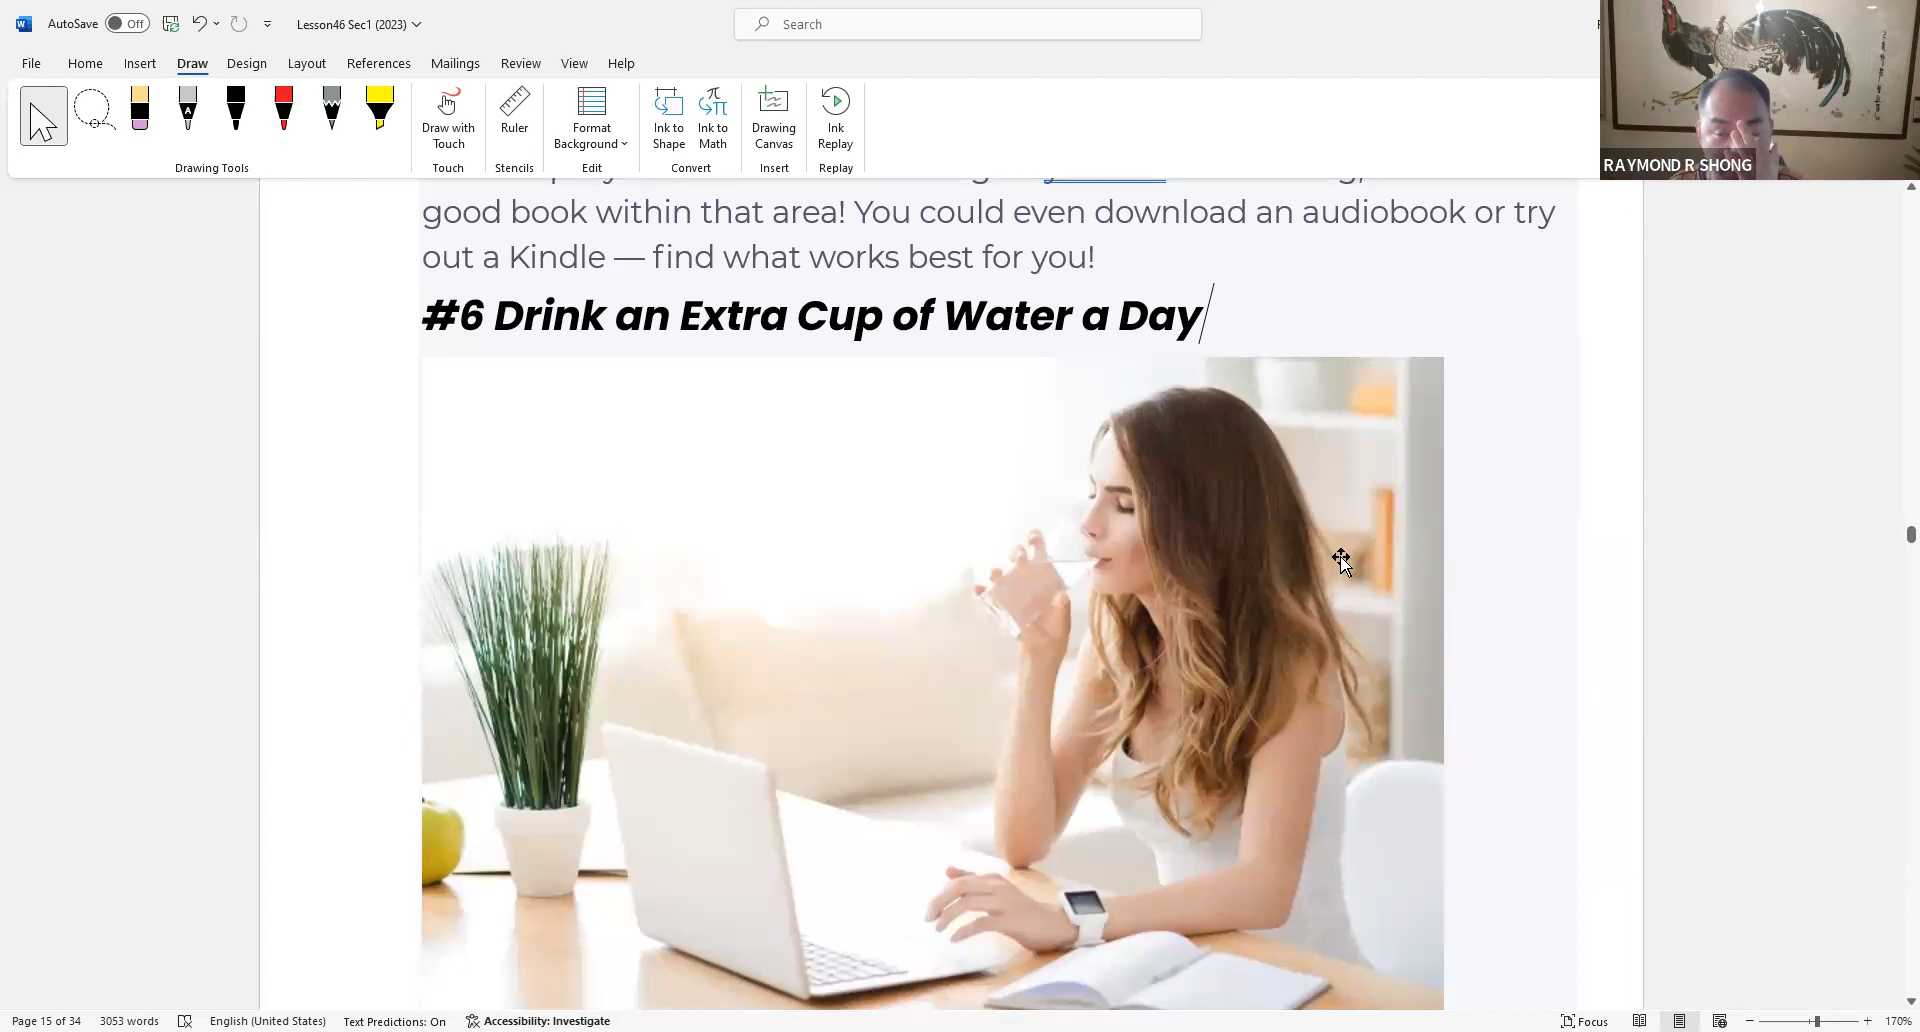 AutoSave Off Lesson46 Sec1 (2023) Search
File Home Insert Draw Design Layout References Mailings Review View Help
Draw with Touch Ruler Format Background Ink to Shape Ink to Math Drawing Canvas Ink Replay
Drawing Tools Touch Stencils Edit Convert Insert Replay
RAYMOND R SHONG
good book within that area! You could even download an audiobook or try
out a Kindle — find what works best for you!
#6 Drink an Extra Cup of Water a Day
Page 15 of 34 3053 words English (United States) Text Predictions: On Accessibility: Investigate Focus 170%